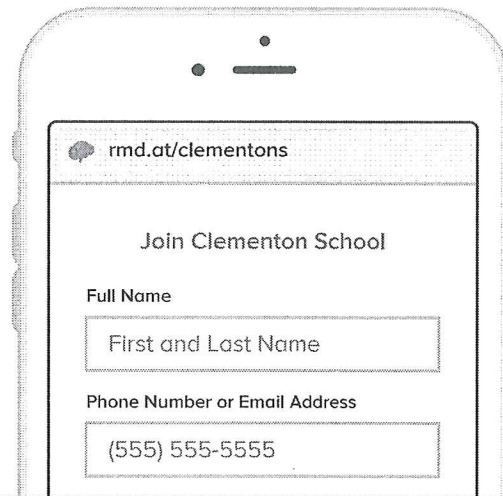 rmd.at/clementons
Join Clementon School
Full Name
First and Last Name
Phone Number or Email Address
(555) 555-5555